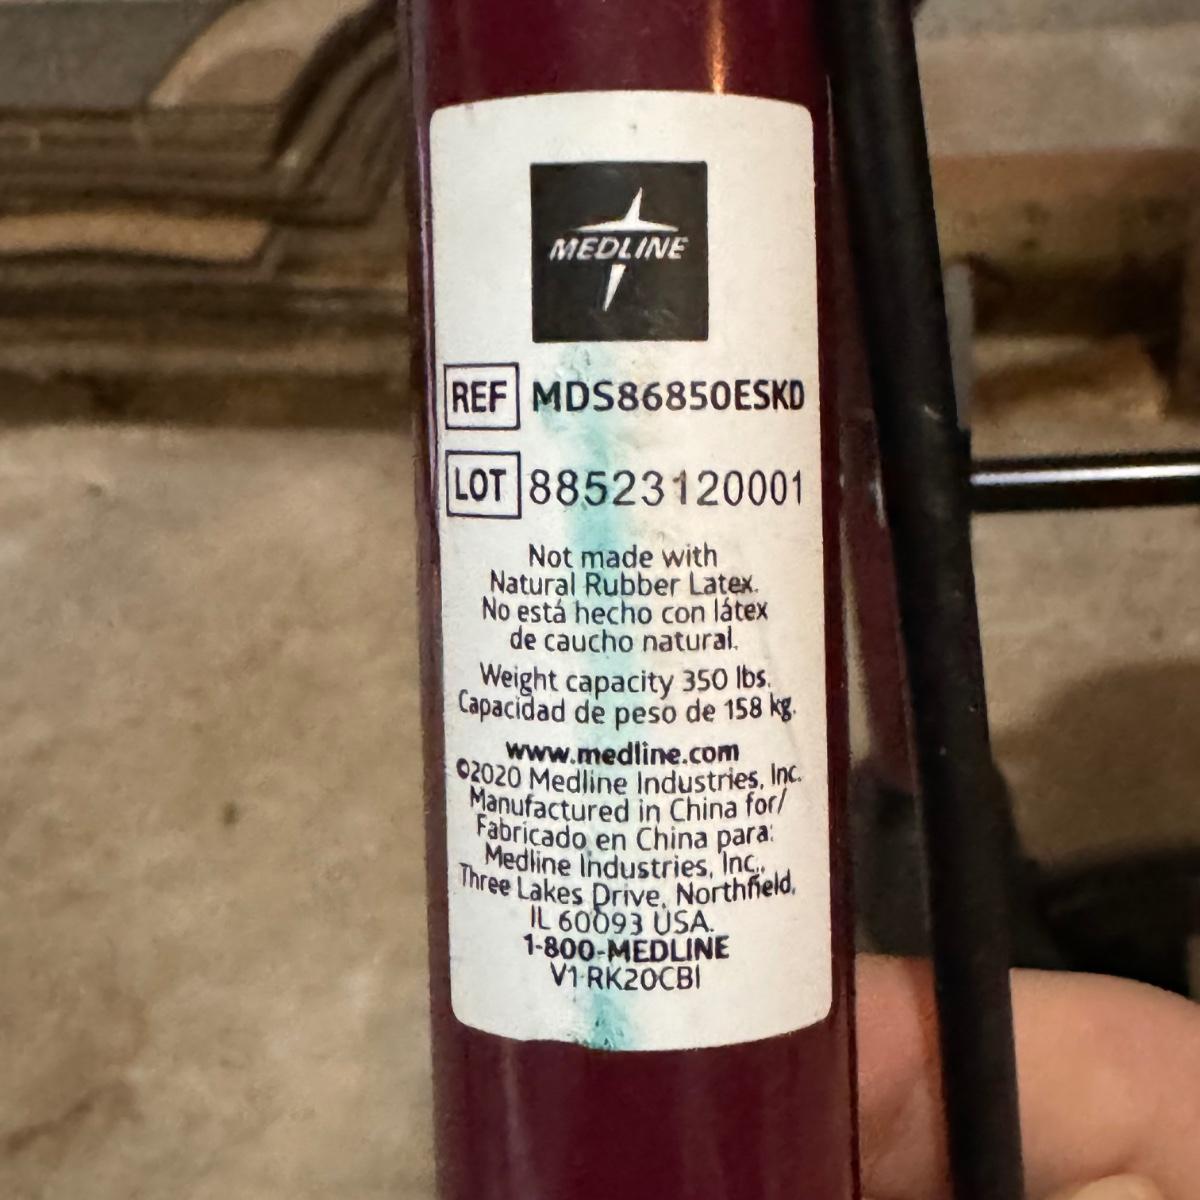 MEDLINE
REF MDS86850ESKD
LOT 88523120001
Not made with
Natural Rubber Latex.
No está hecho con látex
de caucho natural.
Weight capacity 350 lbs.
Capacidad de peso de 158 kg.
www.medline.com
©2020 Medline Industries, Inc.
Manufactured in China for/
Fabricado en China para:
Medline Industries, Inc.,
Three Lakes Drive, Northfield,
IL 60093 USA.
1-800-MEDLINE
V1 RK20CBI